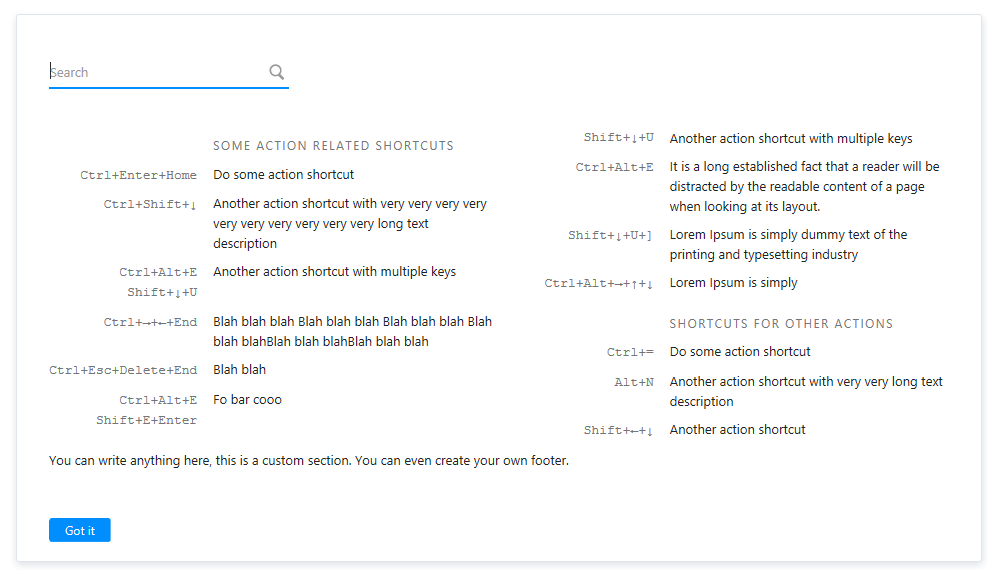 Search
SOME ACTION RELATED SHORTCUTS
Ctrl+Enter+Home Do some action shortcut
Ctrl+Shift+↓ Another action shortcut with very very very very
very very very very very very long text
description
Ctrl+Alt+E Another action shortcut with multiple keys
Shift+↓+U
Ctrl+→+←+End Blah blah blah Blah blah blah Blah blah blah Blah
blah blahBlah blah blahBlah blah blah
Ctrl+Esc+Delete+End Blah blah
Ctrl+Alt+E Fo bar cooo
Shift+E+Enter
Shift+↓+U Another action shortcut with multiple keys
Ctrl+Alt+E It is a long established fact that a reader will be
distracted by the readable content of a page
when looking at its layout.
Shift+↓+U+] Lorem Ipsum is simply dummy text of the
printing and typesetting industry
Ctrl+Alt+→+↑+↓ Lorem Ipsum is simply
SHORTCUTS FOR OTHER ACTIONS
Ctrl+= Do some action shortcut
Alt+N Another action shortcut with very very long text
description
Shift+←+↓ Another action shortcut
You can write anything here, this is a custom section. You can even create your own footer.
Got it